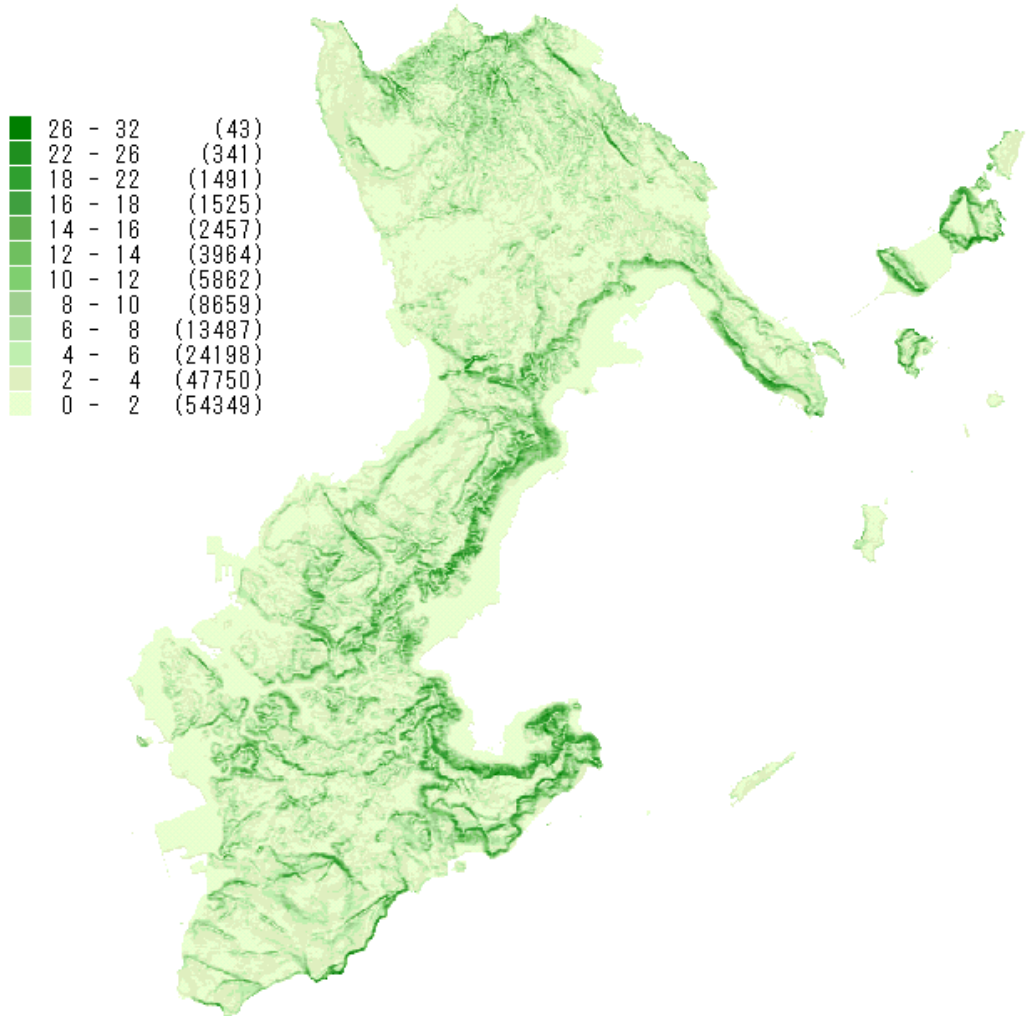 26 - 32 (43)
22 - 26 (341)
18 - 22 (1491)
16 - 18 (1525)
14 - 16 (2457)
12 - 14 (3964)
10 - 12 (5862)
8 - 10 (8659)
6 - 8 (13487)
4 - 6 (24198)
2 - 4 (47750)
0 - 2 (54349)